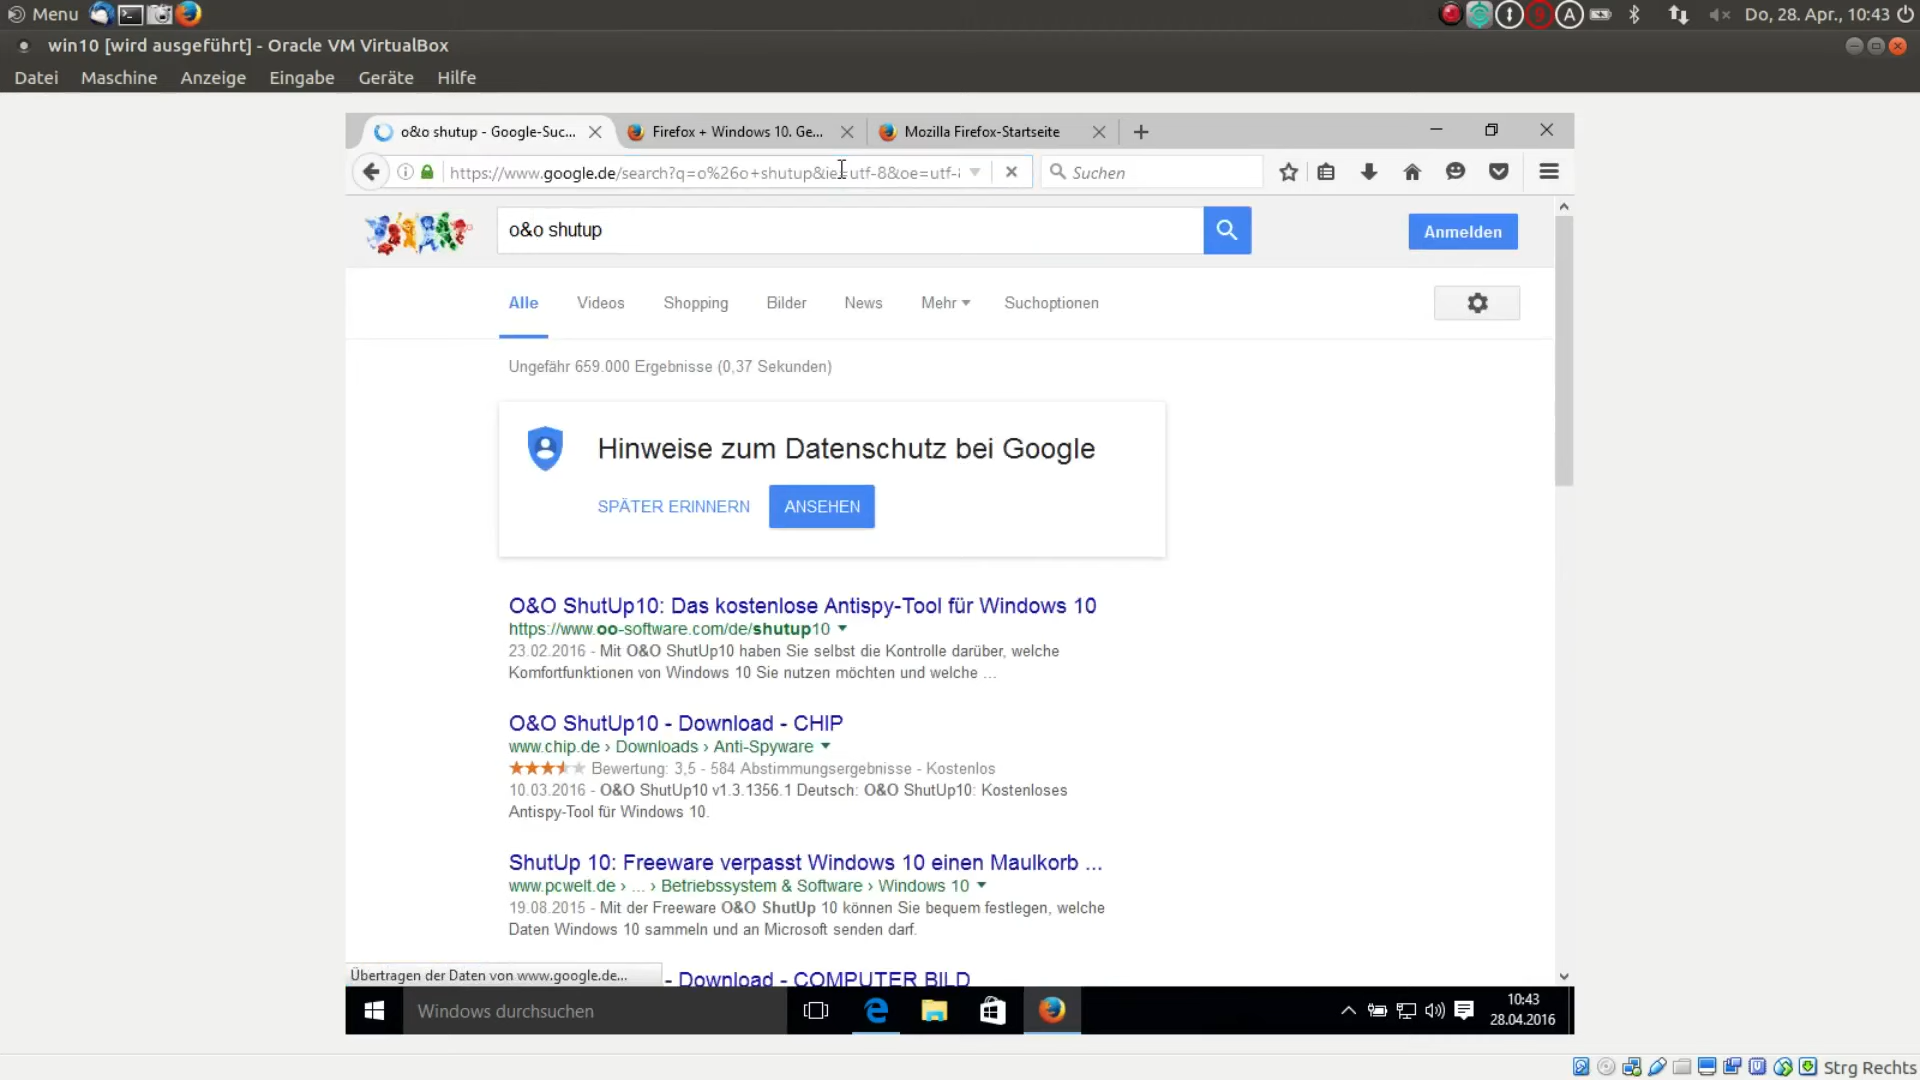 Menu
Do, 28. Apr., 10:43
win10 [wird ausgeführt] - Oracle VM VirtualBox
Datei Maschine Anzeige Eingabe Geräte Hilfe
o&o shutup - Google-Suc...
Firefox + Windows 10. Ge...
Mozilla Firefox-Startseite
https://www.google.de/search?q=o%26o+shutup&ie=utf-8&oe=utf-
Suchen
o&o shutup
Anmelden
Alle Videos Shopping Bilder News Mehr Suchoptionen
Ungefähr 659.000 Ergebnisse (0,37 Sekunden)
Hinweise zum Datenschutz bei Google
SPÄTER ERINNERN ANSEHEN
O&O ShutUp10: Das kostenlose Antispy-Tool für Windows 10
https://www.oo-software.com/de/shutup10
23.02.2016 - Mit O&O ShutUp10 haben Sie selbst die Kontrolle darüber, welche
Komfortfunktionen von Windows 10 Sie nutzen möchten und welche ...
O&O ShutUp10 - Download - CHIP
www.chip.de › Downloads › Anti-Spyware
Bewertung: 3,5 - 584 Abstimmungsergebnisse - Kostenlos
10.03.2016 - O&O ShutUp10 v1.3.1356.1 Deutsch: O&O ShutUp10: Kostenloses
Antispy-Tool für Windows 10.
ShutUp 10: Freeware verpasst Windows 10 einen Maulkorb ...
www.pcwelt.de › ... › Betriebssystem & Software › Windows 10
19.08.2015 - Mit der Freeware O&O ShutUp 10 können Sie bequem festlegen, welche
Daten Windows 10 sammeln und an Microsoft senden darf.
Übertragen der Daten von www.google.de...
- Download - COMPUTER BILD
Windows durchsuchen
10:43
28.04.2016
Strg Rechts